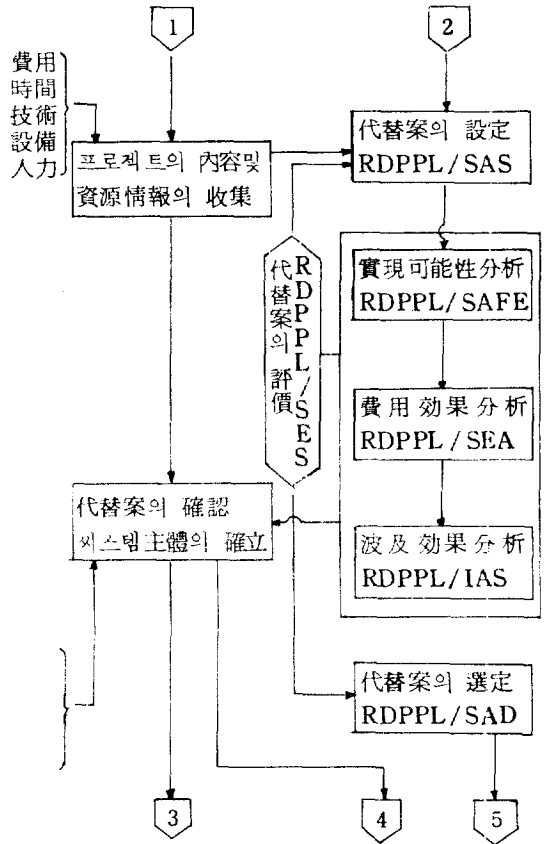 1
2
費用
時間
技術
設備
人力
프로젝트의 內容및
資源情報의 收集
代替案의 設定
RDPPL/SAS
RDPPL/SES
代替案의 評價
實現可能性分析
RDPPL/SAFE
費用効果分析
RDPPL/SEA
波及効果分析
RDPPL/IAS
代替案의 確認
씨스템主體의 確立
代替案의 選定
RDPPL/SAD
3
4
5